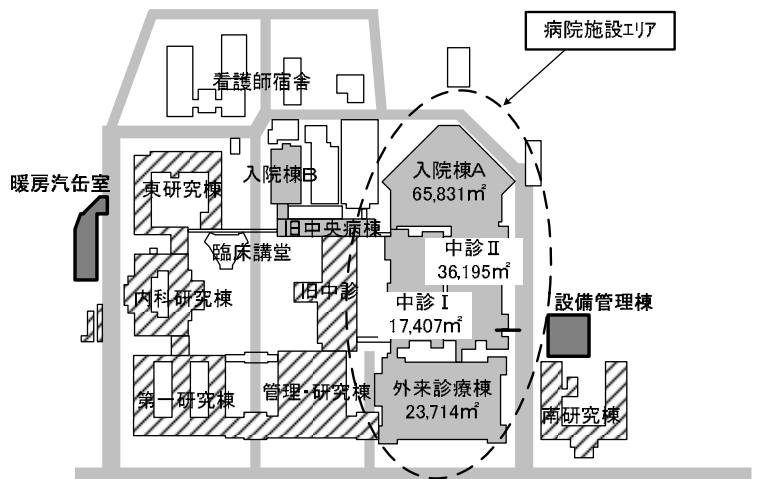 病院施設エリア
看護師宿舎
入院棟B
入院棟A
65,831㎡
暖房汽缶室
東研究棟
旧中央病棟
臨床講堂
中診Ⅱ
36,195㎡
内科研究棟
旧中診
中診Ⅰ
17,407㎡
設備管理棟
第一研究棟
管理・研究棟
外来診療棟
23,714㎡
南研究棟